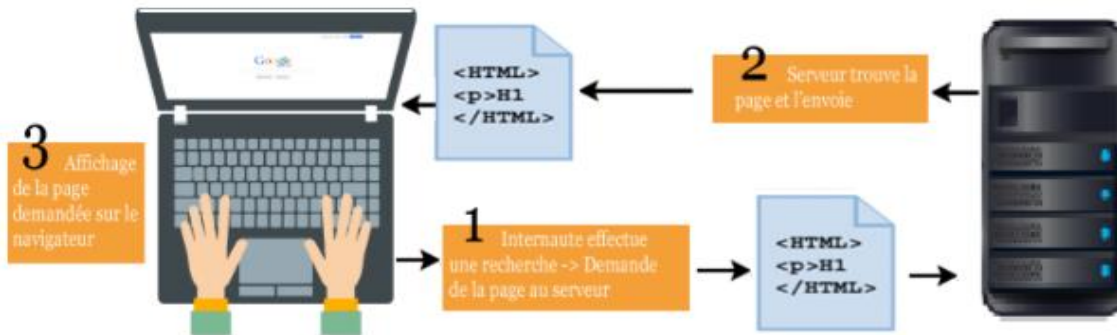 Google
<HTML>
<p>H1
</HTML>
2 Serveur trouve la
page et l'envoie
3 Affichage
de la page
demandée sur le
navigateur
1 Internaute effectue
une recherche -> Demande
de la page au serveur
<HTML>
<p>H1
</HTML>